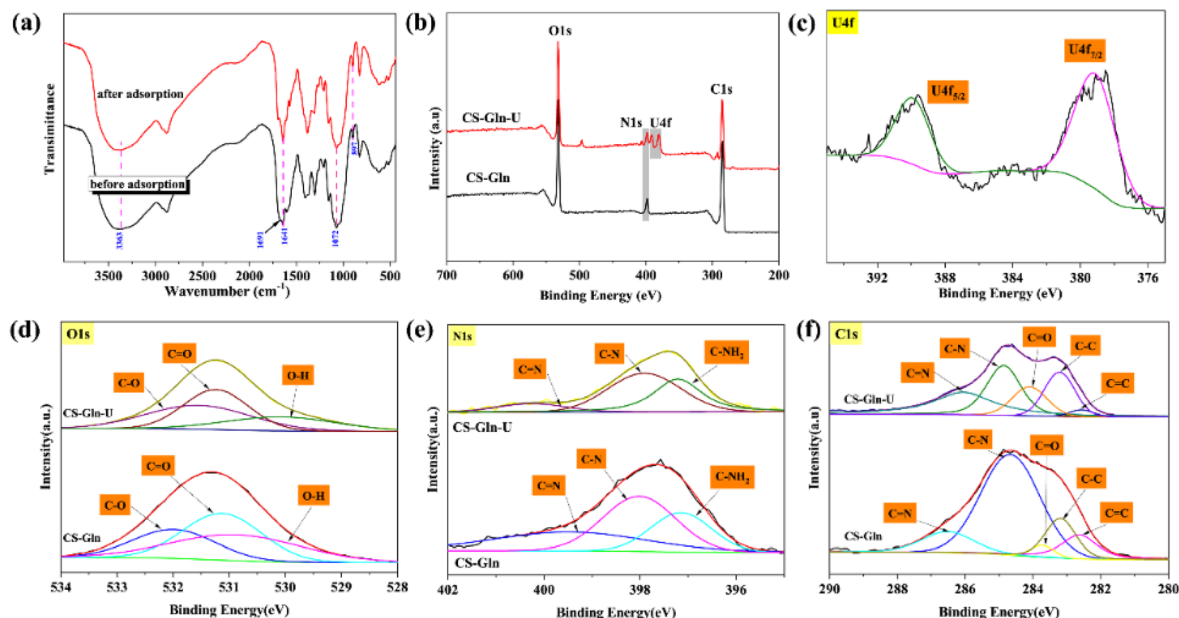 (a)
Transimittance
after adsorption
before adsorption
3363
1691
1641
1072
897
3000 2500 2000 1500 1000 500
Wavenumber (cm-1)
(b)
Intensity (a.u)
O1s
C1s
N1s U4f
CS-Gln-U
CS-Gln
700 600 500 400 300 200
Binding Energy (eV)
(c)
U4f
Intensity (a.u.)
U4f5/2
U4f7/2
392 388 384 380 376
Binding Energy (eV)
(d)
O1s
Intensity(a.u.)
C=O
C-O
O-H
CS-Gln-U
C=O
C-O
O-H
CS-Gln
534 533 532 531 530 529 528
Binding Energy(eV)
(e)
N1s
Intensity(a.u.)
C-N
C-NH2
C=N
CS-Gln-U
C-N
C-NH2
C=N
CS-Gln
402 400 398 396
Binding Energy(eV)
(f)
C1s
Intensity(a.u.)
C=O
C-N
C-C
C=N
C=C
CS-Gln-U
C-N
C=O
C-C
C=N
C=C
CS-Gln
290 288 286 284 282 280
Binding Energy(eV)